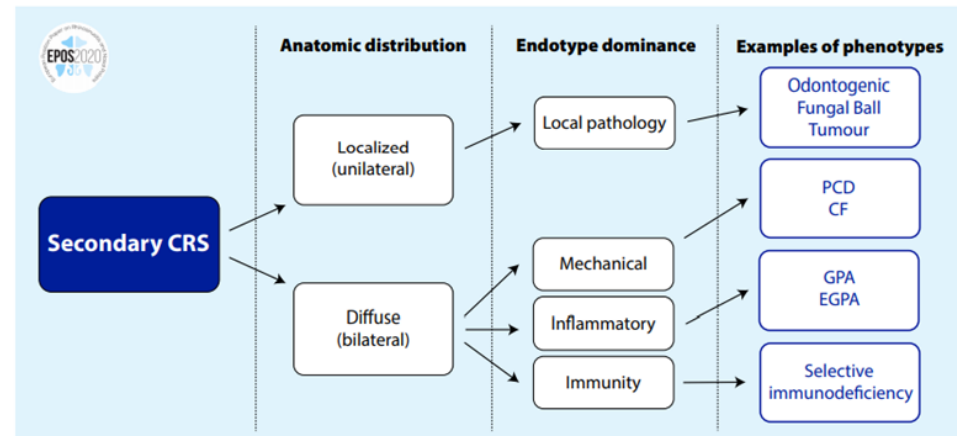 EPOS2020
Anatomic distribution
Endotype dominance
Examples of phenotypes
Secondary CRS
Localized
(unilateral)
Diffuse
(bilateral)
Local pathology
Mechanical
Inflammatory
Immunity
Odontogenic
Fungal Ball
Tumour
PCD
CF
GPA
EGPA
Selective
immunodeficiency